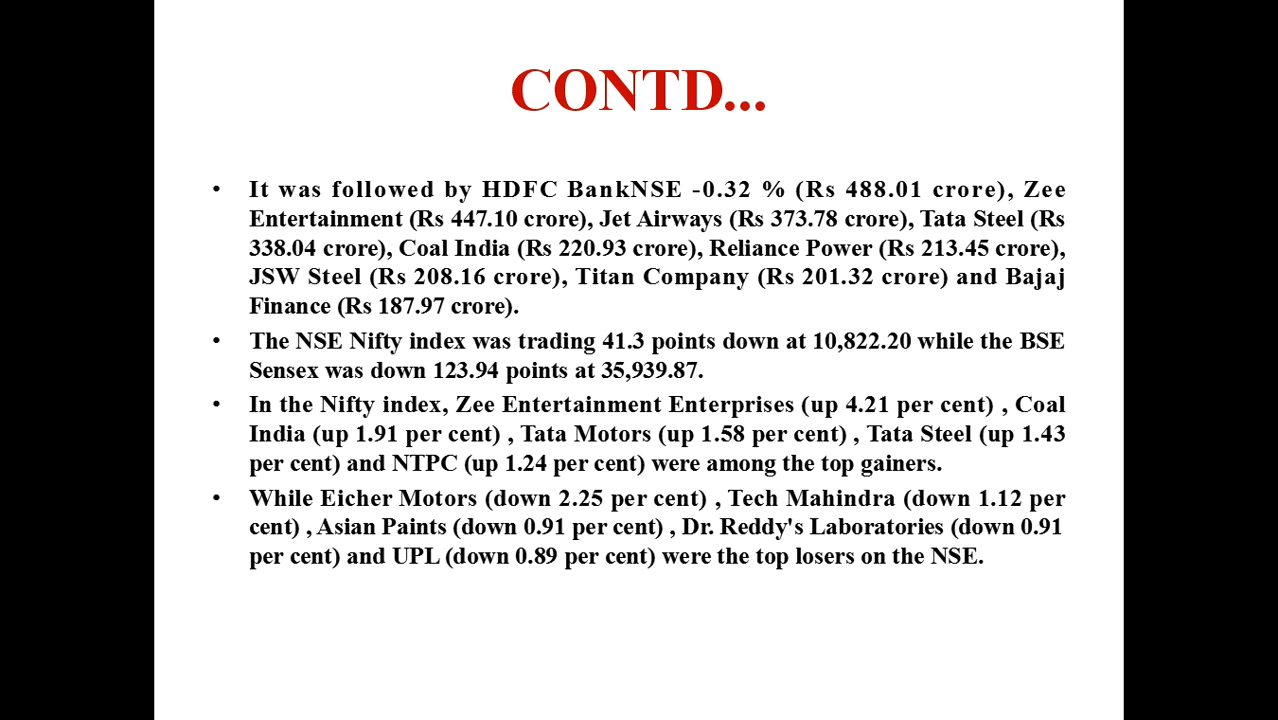 CONTD...
• It was followed by HDFC BankNSE -0.32 % (Rs 488.01 crore), Zee
Entertainment (Rs 447.10 crore), Jet Airways (Rs 373.78 crore), Tata Steel (Rs
338.04 crore), Coal India (Rs 220.93 crore), Reliance Power (Rs 213.45 crore),
JSW Steel (Rs 208.16 crore), Titan Company (Rs 201.32 crore) and Bajaj
Finance (Rs 187.97 crore).
• The NSE Nifty index was trading 41.3 points down at 10,822.20 while the BSE
Sensex was down 123.94 points at 35,939.87.
• In the Nifty index, Zee Entertainment Enterprises (up 4.21 per cent) , Coal
India (up 1.91 per cent) , Tata Motors (up 1.58 per cent) , Tata Steel (up 1.43
per cent) and NTPC (up 1.24 per cent) were among the top gainers.
• While Eicher Motors (down 2.25 per cent) , Tech Mahindra (down 1.12 per
cent) , Asian Paints (down 0.91 per cent) , Dr. Reddy's Laboratories (down 0.91
per cent) and UPL (down 0.89 per cent) were the top losers on the NSE.